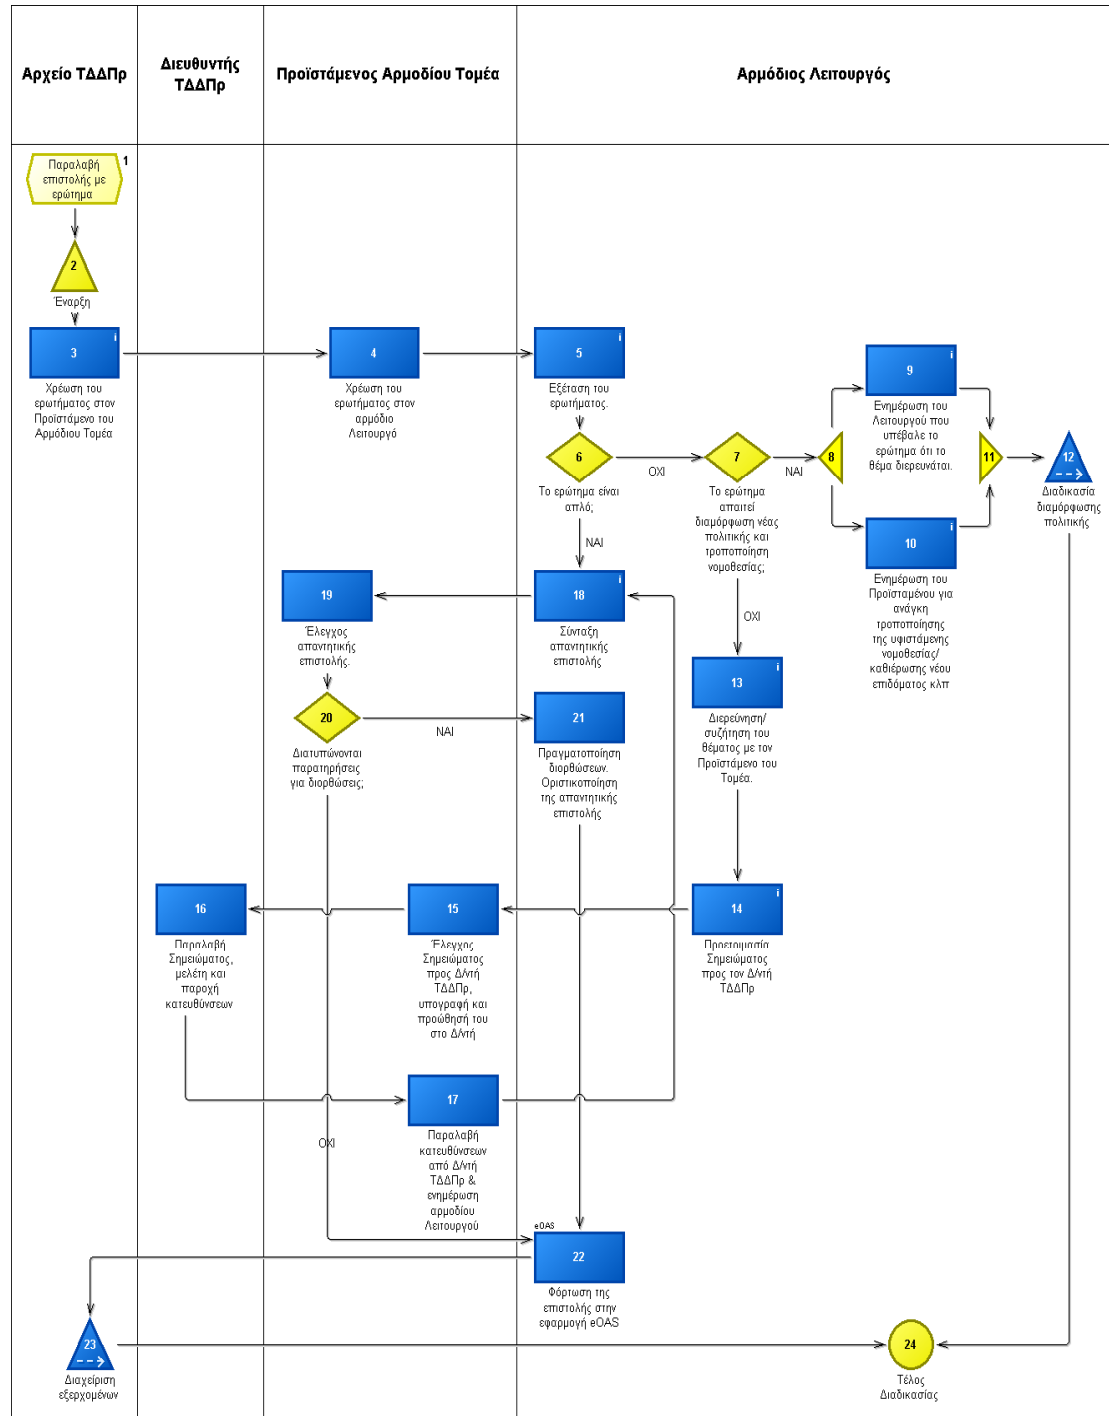 Αρχείο ΤΔΔΠρ
Διευθυντής
ΤΔΔΠρ
Προϊστάμενος Αρμοδίου Τομέα
Αρμόδιος Λειτουργός
1
Παραλαβή
επιστολής με
ερώτημα
2
Έναρξη
3
i
Χρέωση του
ερωτήματος στον
Προϊστάμενο του
Αρμόδιου Τομέα
4
Χρέωση του
ερωτήματος στον
αρμόδιο
Λειτουργό
5
i
Εξέταση του
ερωτήματος.
6
Το ερώτημα είναι
απλό;
ΟΧΙ
ΝΑΙ
7
Το ερώτημα
απαιτεί
διαμόρφωση νέας
πολιτικής και
τροποποίηση
νομοθεσίας;
ΝΑΙ
ΟΧΙ
8
9
i
Ενημέρωση του
Λειτουργού που
υπέβαλε το
ερώτημα ότι το
θέμα διερευνάται.
10
i
Ενημέρωση του
Προϊσταμένου για
ανάγκη
τροποποίησης
της υφιστάμενης
νομοθεσίας/
καθιέρωσης νέου
επιδόματος κλπ
11
12
Διαδικασία
διαμόρφωσης
πολιτικής
19
Έλεγχος
απαντητικής
επιστολής.
18
i
Σύνταξη
απαντητικής
επιστολής
13
i
Διερεύνηση/
συζήτηση του
θέματος με τον
Προϊστάμενο του
Τομέα.
20
Διατυπώνονται
παρατηρήσεις
για διορθώσεις;
ΝΑΙ
21
Πραγματοποίηση
διορθώσεων.
Οριστικοποίηση
της απαντητικής
επιστολής
16
Παραλαβή
Σημειώματος,
μελέτη και
παροχή
κατευθύνσεων
15
Έλεγχος
Σημειώματος
προς Δ/ντή
ΤΔΔΠρ,
υπογραφή και
προώθησή του
στο Δ/ντή
14
i
Προετοιμασία
Σημειώματος
προς τον Δ/ντή
ΤΔΔΠρ
17
Παραλαβή
κατευθύνσεων
από Δ/ντή
ΤΔΔΠρ &
ενημέρωση
αρμοδίου
Λειτουργού
ΟΧΙ
eOAS
22
Φόρτωση της
επιστολής στην
εφαρμογή eOAS
23
Διαχείριση
εξερχομένων
24
Τέλος
Διαδικασίας